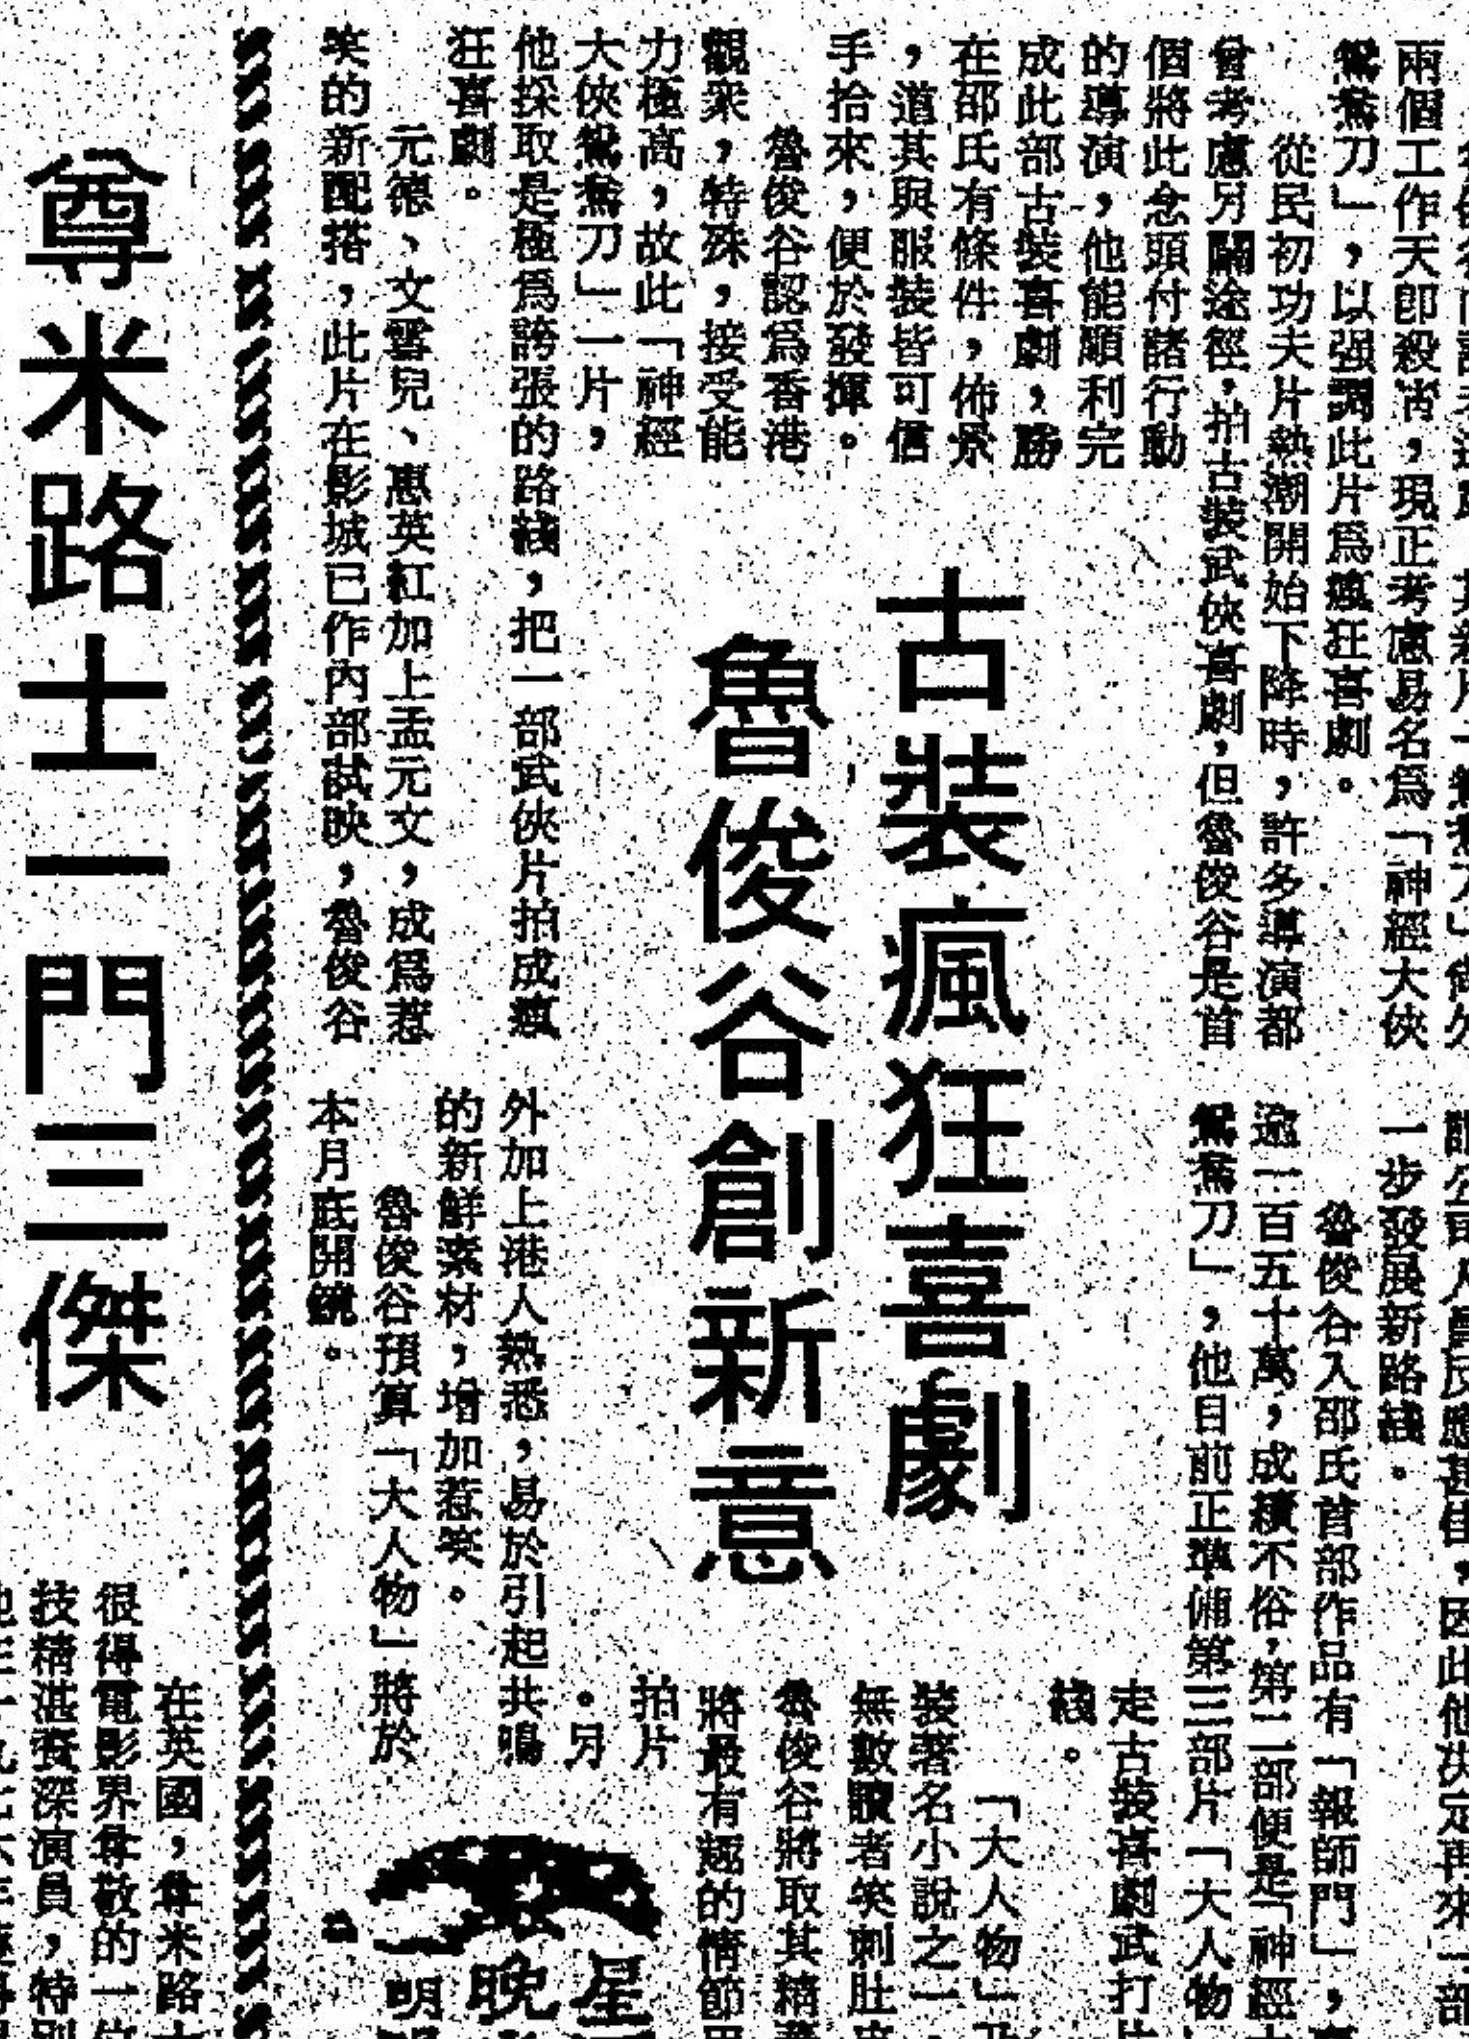 古裝瘋狂喜劇
魯俊谷創新意
兩個工作天卽殺靑，現正考慮易名爲「神經大俠
鴛鴦刀」，以强調此片爲瘋狂喜劇。
從民初功夫片熱潮開始下降時，許多導演都
曾考慮另闢途徑，拍古裝武俠喜劇，但魯俊谷是首
個將此念頭付諸行動
的導演，他能順利完
成此部古裝喜劇，勝
在邵氏有條件，佈景
，道具與服裝皆可信
手拾來，便於發揮。
魯俊谷認爲香港
觀衆，特殊，接受能
力極高，故此「神經
大俠鴛鴦刀」一片，
他採取是極爲誇張的路綫，把一部武俠片拍成瘋
狂喜劇。
元德、文雪兒、惠英紅加上孟元文，成爲惹
笑的新配搭，此片在影城已作內部試映，魯俊谷
一步發展新路綫。
魯俊谷入邵氏首部作品有「報師門」，
逾一百五十萬，成績不俗，第二部便是「神經
鴛鴦刀」，他目前正準備第三部片「大人物
走古裝喜劇武打
綫。
「大人物」乃
裝著名小說之一
無數讀者笑刺肚
魯俊谷將取其精華
將最有趣的情節
拍片
。另
外加上港人熟悉，易於引起共鳴
的新鮮素材，增加惹笑。
魯俊谷預算「大人物」將於
本月底開鏡。
星
晚
明
尊米路士一門三傑
在英國，尊米路士
很得電影界尊敬的一位
技精湛資深演員，特別